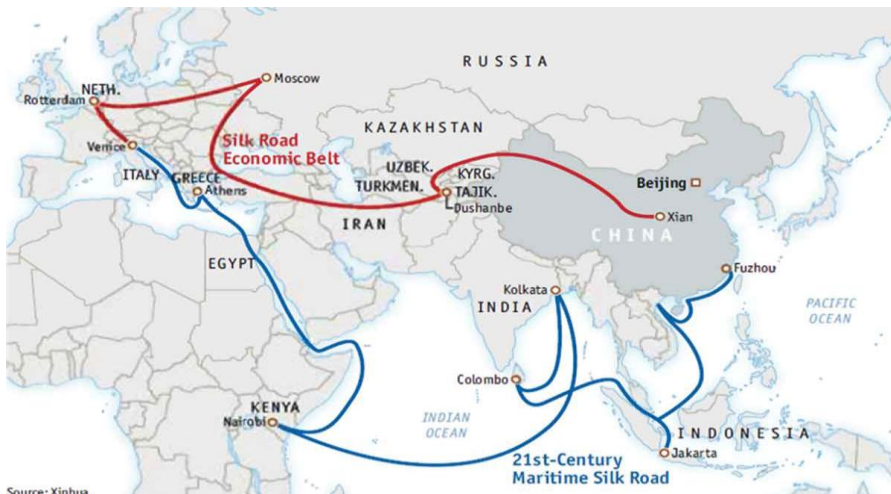 RUSSIA
Moscow
NETH.
Rotterdam
KAZAKHSTAN
Silk Road
Economic Belt
Venice
UZBEK.
KYRG.
ITALY
GREECE
TURKMEN.
TAJIK.
Beijing
Athens
Dushanbe
Xian
IRAN
CHINA
EGYPT
Fuzhou
Kolkata
INDIA
PACIFIC
OCEAN
Colombo
KENYA
Nairobi
INDIAN
OCEAN
INDONESIA
Jakarta
21st-Century
Maritime Silk Road
Source: Xinhua